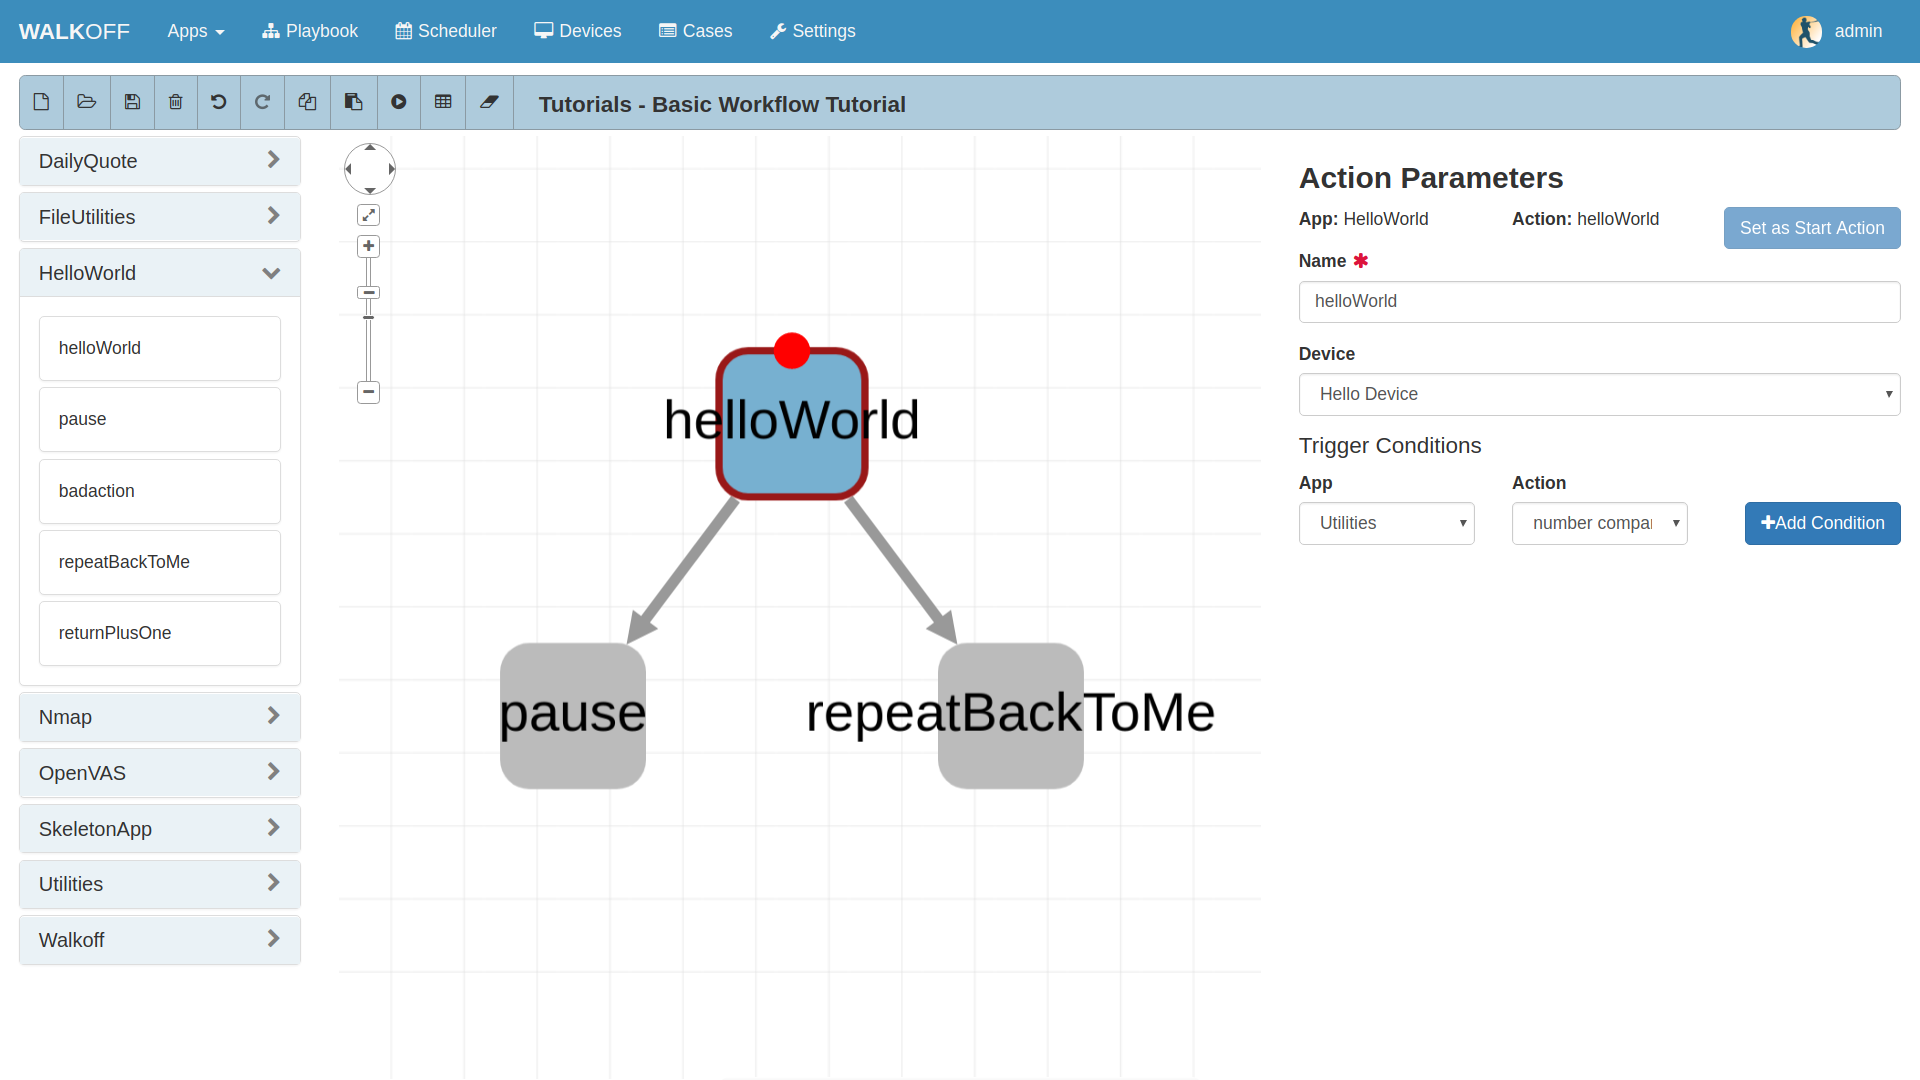 WALKOFF Apps Playbook Scheduler Devices Cases Settings admin
Tutorials - Basic Workflow Tutorial
DailyQuote
FileUtilities
HelloWorld
helloWorld
pause
badaction
repeatBackToMe
returnPlusOne
Nmap
OpenVAS
SkeletonApp
Utilities
Walkoff
helloWorld
pause
repeatBackToMe
Action Parameters
App: HelloWorld Action: helloWorld Set as Start Action
Name
helloWorld
Device
Hello Device
Trigger Conditions
App Action
Utilities number compa Add Condition